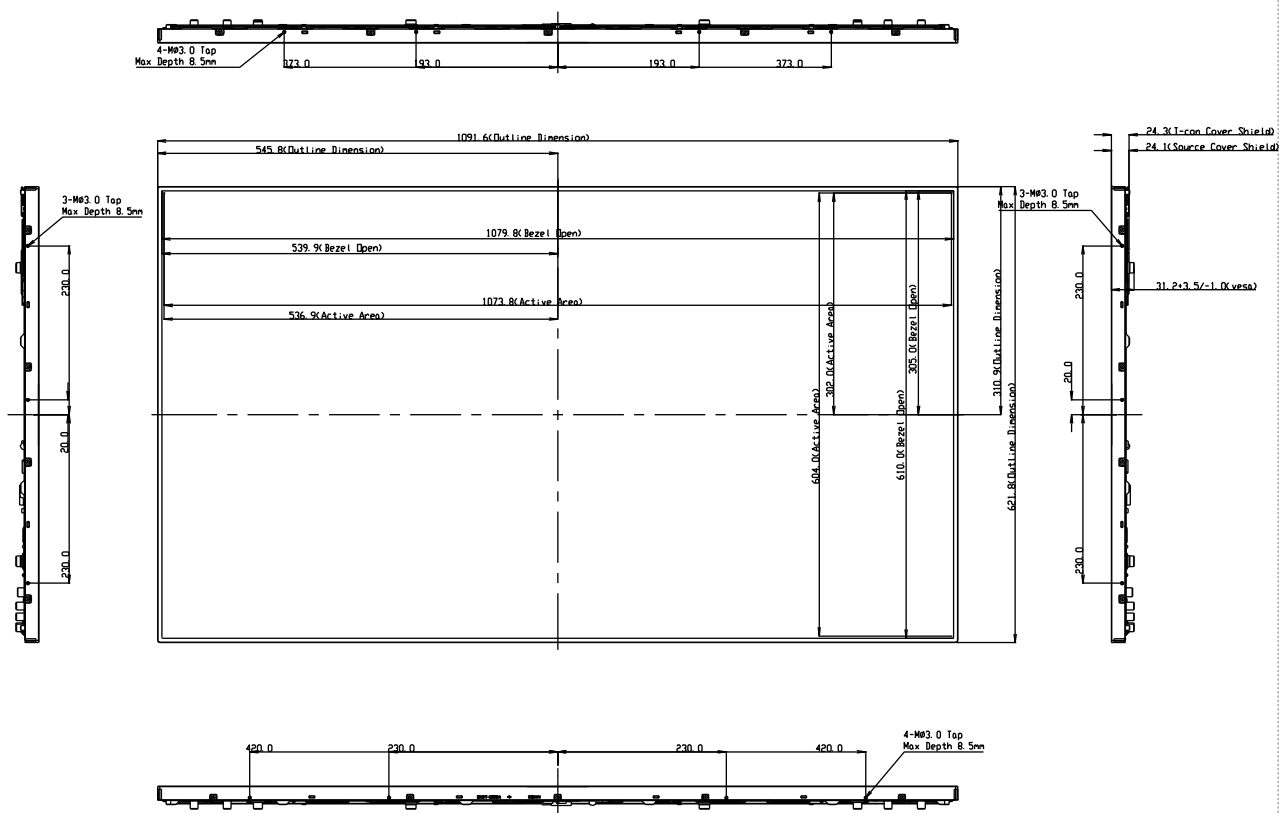 4-MØ3.0 Tap
Max Depth 8.5mm
373.0
193.0
193.0
373.0
1091.6(Outline Dimension)
545.8(Outline Dimension)
24.3(T-con Cover Shield)
24.1(Source Cover Shield)
3-MØ3.0 Tap
Max Depth 8.5mm
3-MØ3.0 Tap
Max Depth 8.5mm
1079.8(Bezel Open)
539.9(Bezel Open)
1073.8(Active Area)
536.9(Active Area)
230.0
20.0
230.0
604.0(Active Area)
302.0(Active Area)
610.0(Bezel Open)
305.0(Bezel Open)
310.9(Outline Dimension)
621.8(Outline Dimension)
230.0
20.0
230.0
31.2+3.5/-1.0(vesa)
420.0
230.0
230.0
420.0
4-MØ3.0 Tap
Max Depth 8.5mm